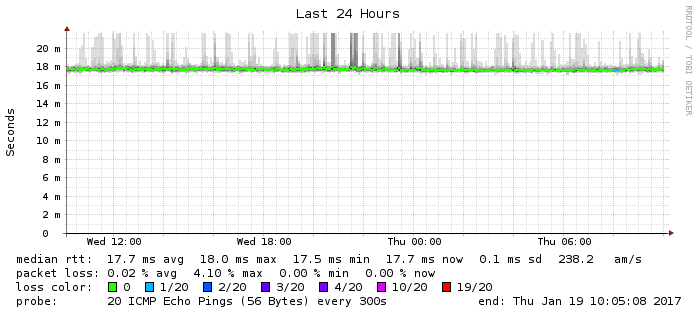 Last 24 Hours
RRDTOOL / TOBI OETIKER
Seconds
20 m
18 m
16 m
14 m
12 m
10 m
8 m
6 m
4 m
2 m
0
Wed 12:00 Wed 18:00 Thu 00:00 Thu 06:00
median rtt: 17.7 ms avg 18.0 ms max 17.5 ms min 17.7 ms now 0.1 ms sd 238.2 am/s
packet loss: 0.02 % avg 4.10 % max 0.00 % min 0.00 % now
loss color: 0 1/20 2/20 3/20 4/20 10/20 19/20
probe: 20 ICMP Echo Pings (56 Bytes) every 300s end: Thu Jan 19 10:05:08 2017